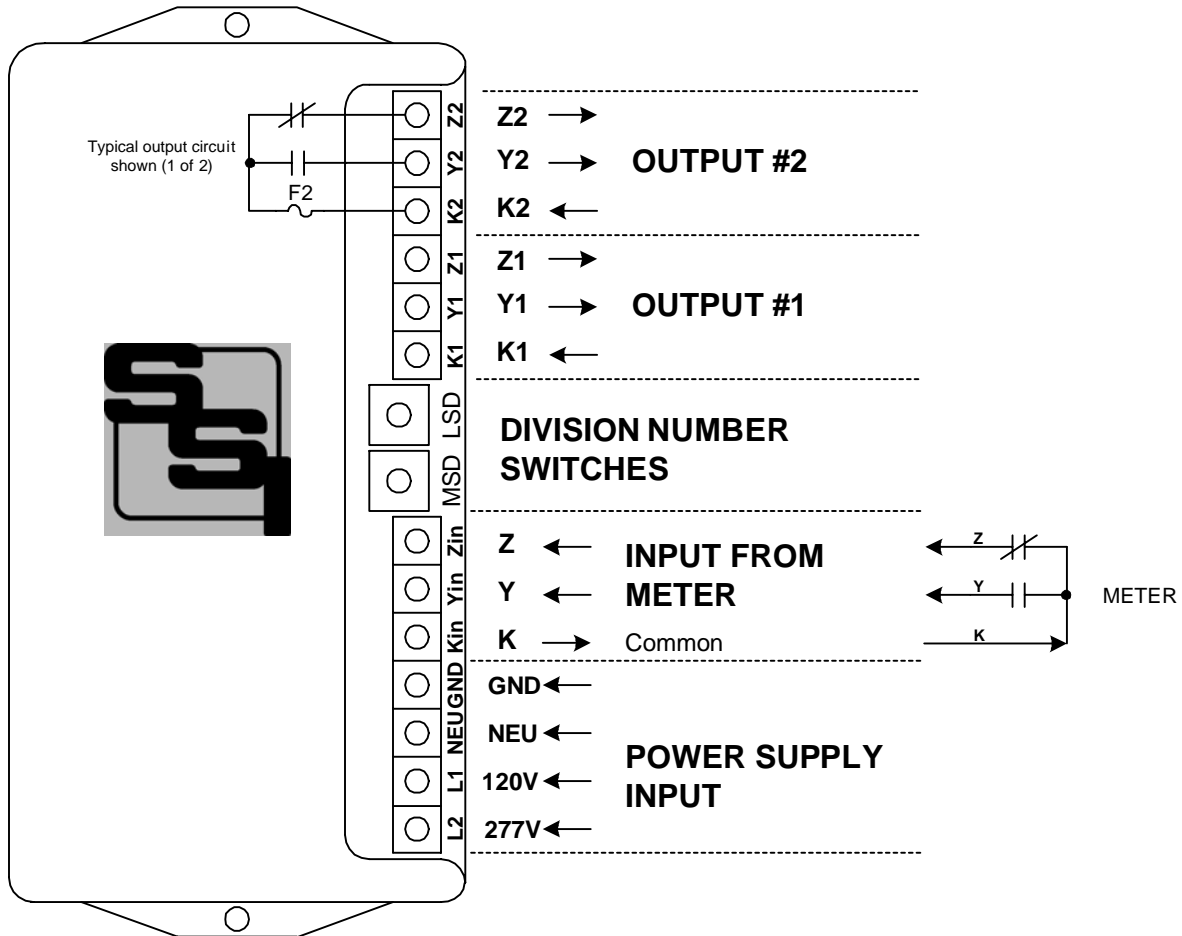 Typical output circuit
shown (1 of 2)
F2
Z2
Y2
K2
Z1
Y1
K1
LSD
MSD
Zin
Yin
Kin
GND
NEU
L1
L2
Z2
Y2
OUTPUT #2
K2
Z1
Y1
OUTPUT #1
K1
DIVISION NUMBER
SWITCHES
Z
INPUT FROM
Y
METER
K
Common
GND
NEU
POWER SUPPLY
120V
INPUT
277V
Z
Y
METER
K
SSI